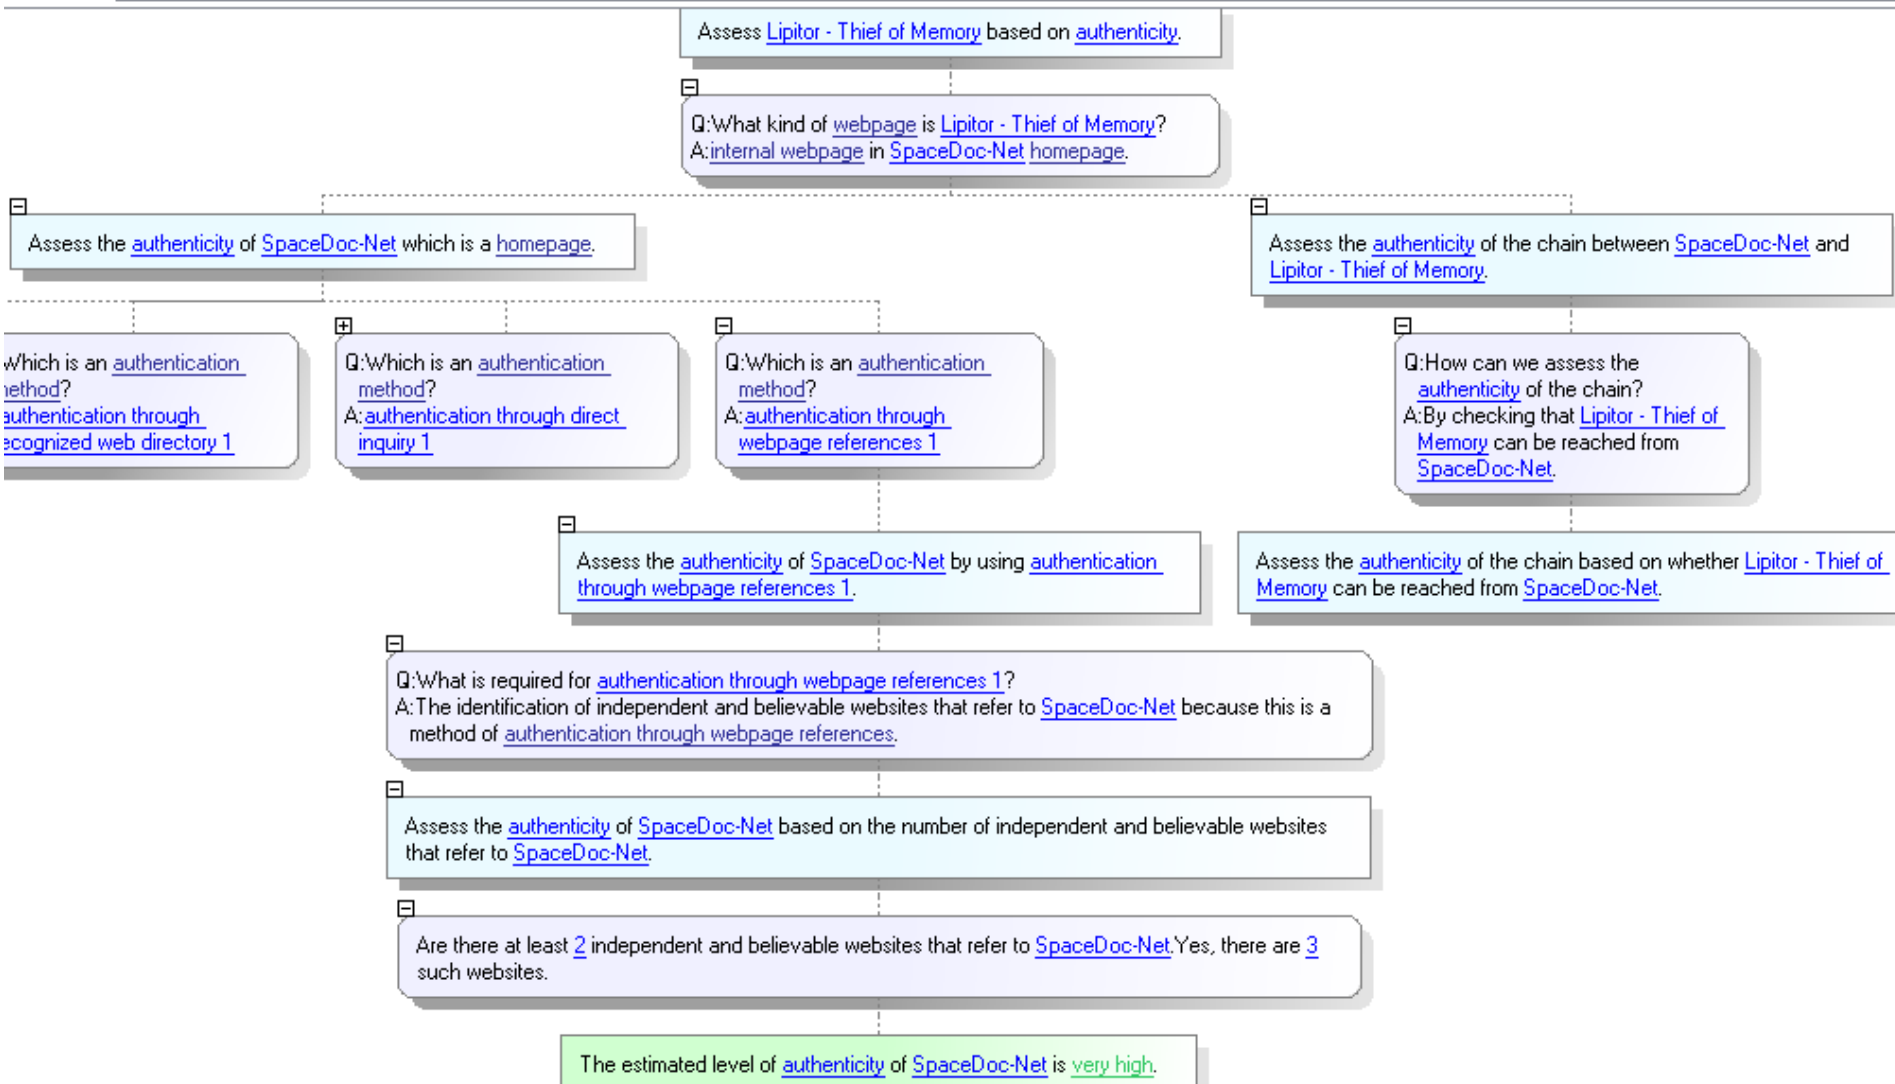 Assess Lipitor - Thief of Memory based on authenticity.
Q:What kind of webpage is Lipitor - Thief of Memory?
A:internal webpage in SpaceDoc-Net homepage.
Assess the authenticity of SpaceDoc-Net which is a homepage.
Assess the authenticity of the chain between SpaceDoc-Net and
Lipitor - Thief of Memory.
Which is an authentication
method?
authentication through
recognized web directory 1
Q:Which is an authentication
method?
A:authentication through direct
inquiry 1
Q:Which is an authentication
method?
A:authentication through
webpage references 1
Q:How can we assess the
authenticity of the chain?
A:By checking that Lipitor - Thief of
Memory can be reached from
SpaceDoc-Net.
Assess the authenticity of SpaceDoc-Net by using authentication
through webpage references 1.
Assess the authenticity of the chain based on whether Lipitor - Thief of
Memory can be reached from SpaceDoc-Net.
Q:What is required for authentication through webpage references 1?
A:The identification of independent and believable websites that refer to SpaceDoc-Net because this is a
method of authentication through webpage references.
Assess the authenticity of SpaceDoc-Net based on the number of independent and believable websites
that refer to SpaceDoc-Net.
Are there at least 2 independent and believable websites that refer to SpaceDoc-Net.Yes, there are 3
such websites.
The estimated level of authenticity of SpaceDoc-Net is very high.